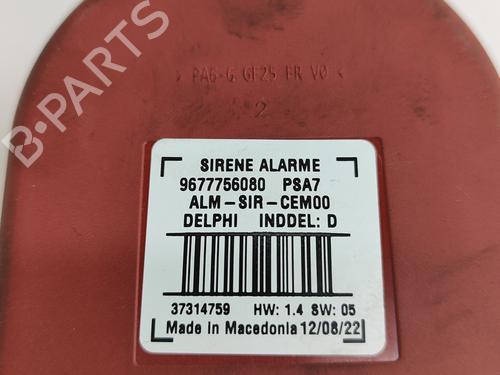 > PA6-G GF25 FR V0 <
2
SIRENE ALARME
9677756080 PSA7
ALM-SIR-CEM00
DELPHI INDDEL: D
37314759 HW: 1.4 SW: 05
Made in Macedonia 12/08/22
B-PARTS